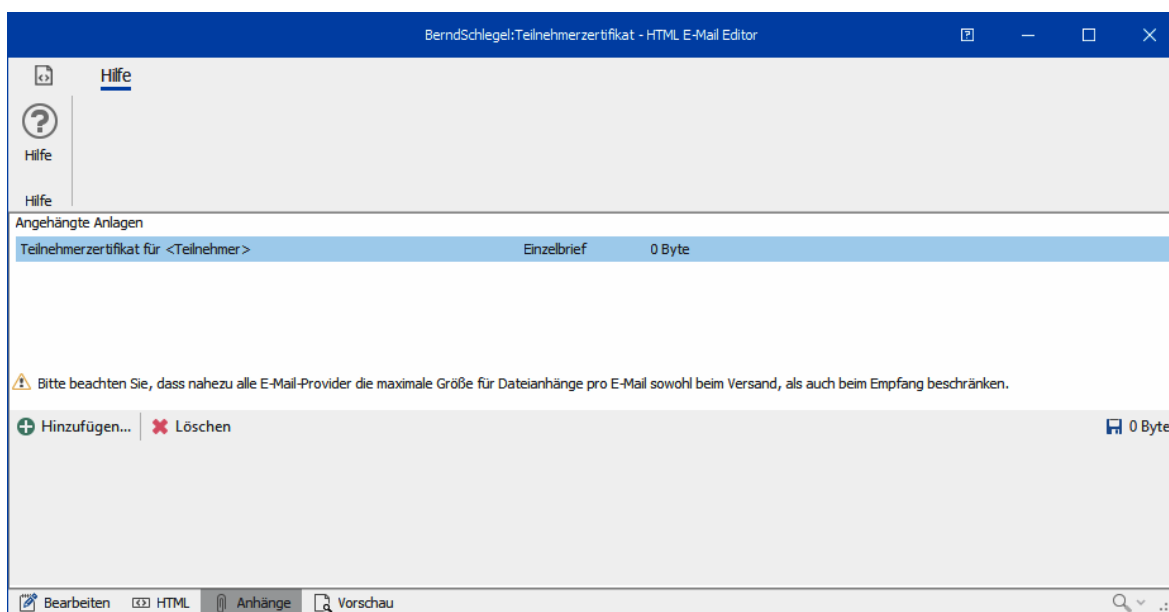 BerndSchlegel:Teilnehmerzertifikat - HTML E-Mail Editor
Hilfe
Hilfe
Hilfe
Angehängte Anlagen
Teilnehmerzertifikat für <Teilnehmer> Einzelbrief 0 Byte
Bitte beachten Sie, dass nahezu alle E-Mail-Provider die maximale Größe für Dateianhänge pro E-Mail sowohl beim Versand, als auch beim Empfang beschränken.
Hinzufügen... Löschen 0 Byte
Bearbeiten HTML Anhänge Vorschau